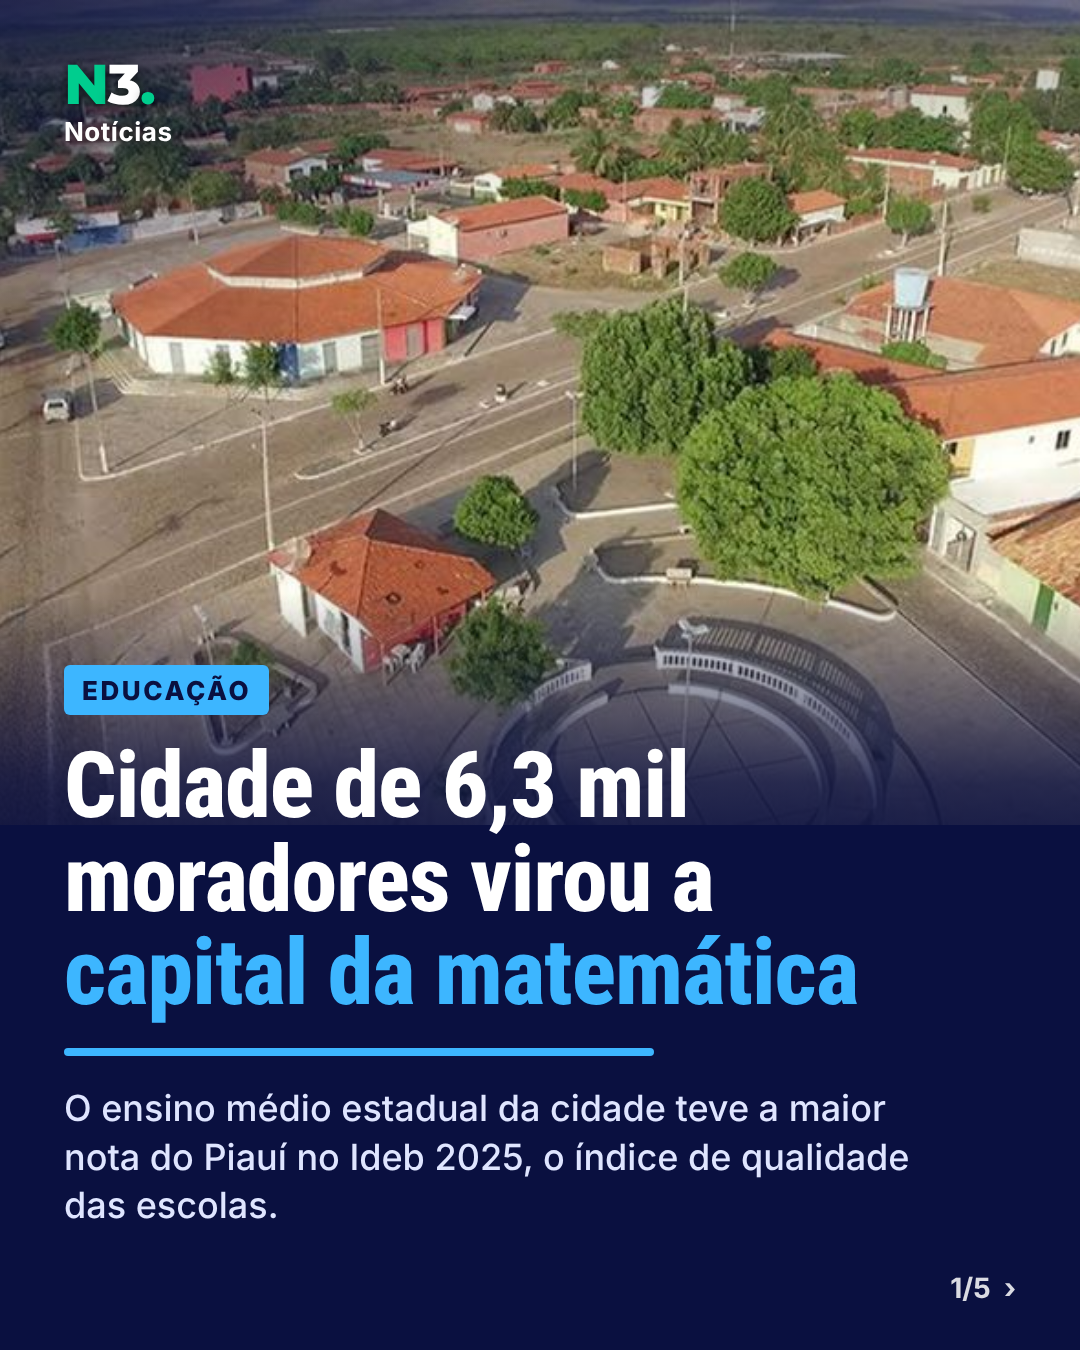 N3.
Notícias
EDUCAÇÃO
Cidade de 6,3 mil
moradores virou a
capital da matemática
O ensino médio estadual da cidade teve a maior
nota do Piauí no Ideb 2025, o índice de qualidade
das escolas.
1/5 ›